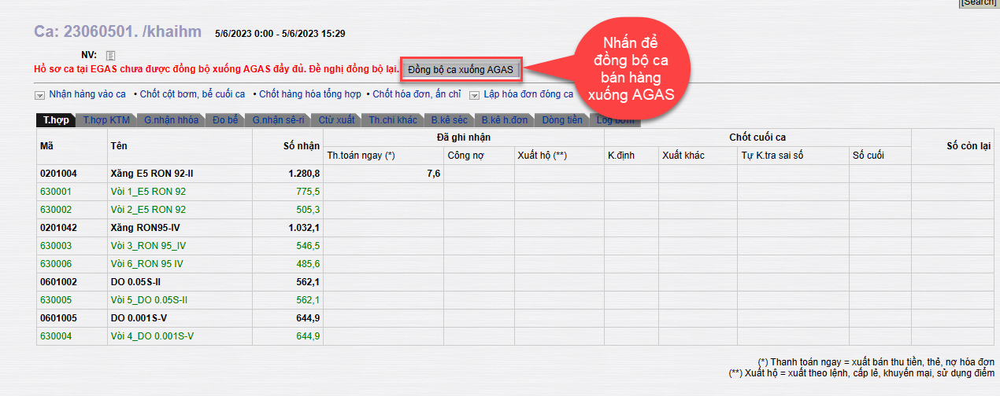 [Search]
Ca: 23060501. /khaihm 5/6/2023 0:00 - 5/6/2023 15:29
NV:
Hồ sơ ca tại EGAS chưa được đồng bộ xuống AGAS đầy đủ. Đề nghị đồng bộ lại. Đồng bộ ca xuống AGAS
Nhấn để
đồng bộ ca
bán hàng
xuống AGAS
Nhận hàng vào ca • Chốt cột bơm, bể cuối ca • Chốt hàng hóa tổng hợp • Chốt hóa đơn, ấn chỉ Lập hóa đơn đóng ca
T.hợp T.hợp KTM G.nhận hhóa Đo bể G.nhận sê-ri Ctừ xuất Th.chi khác B.kê séc B.kê h.đơn Dòng tiền Log bơm
Mã Tên Số nhận Đã ghi nhận Chốt cuối ca Số còn lại
Th.toán ngay (*) Công nợ Xuất hộ (**) K.định Xuất khác Tự K.tra sai số Số cuối
0201004 Xăng E5 RON 92-II 1.280,8 7,6
630001 Vòi 1_E5 RON 92 775,5
630002 Vòi 2_E5 RON 92 505,3
0201042 Xăng RON95-IV 1.032,1
630003 Vòi 3_RON 95_IV 546,5
630006 Vòi 6_RON 95 IV 485,6
0601002 DO 0.05S-II 562,1
630005 Vòi 5_DO 0.05S-II 562,1
0601005 DO 0.001S-V 644,9
630004 Vòi 4_DO 0.001S-V 644,9
(*) Thanh toán ngay = xuất bán thu tiền, thẻ, nợ hóa đơn
(**) Xuất hộ = xuất theo lệnh, cấp lẻ, khuyến mại, sử dụng điểm